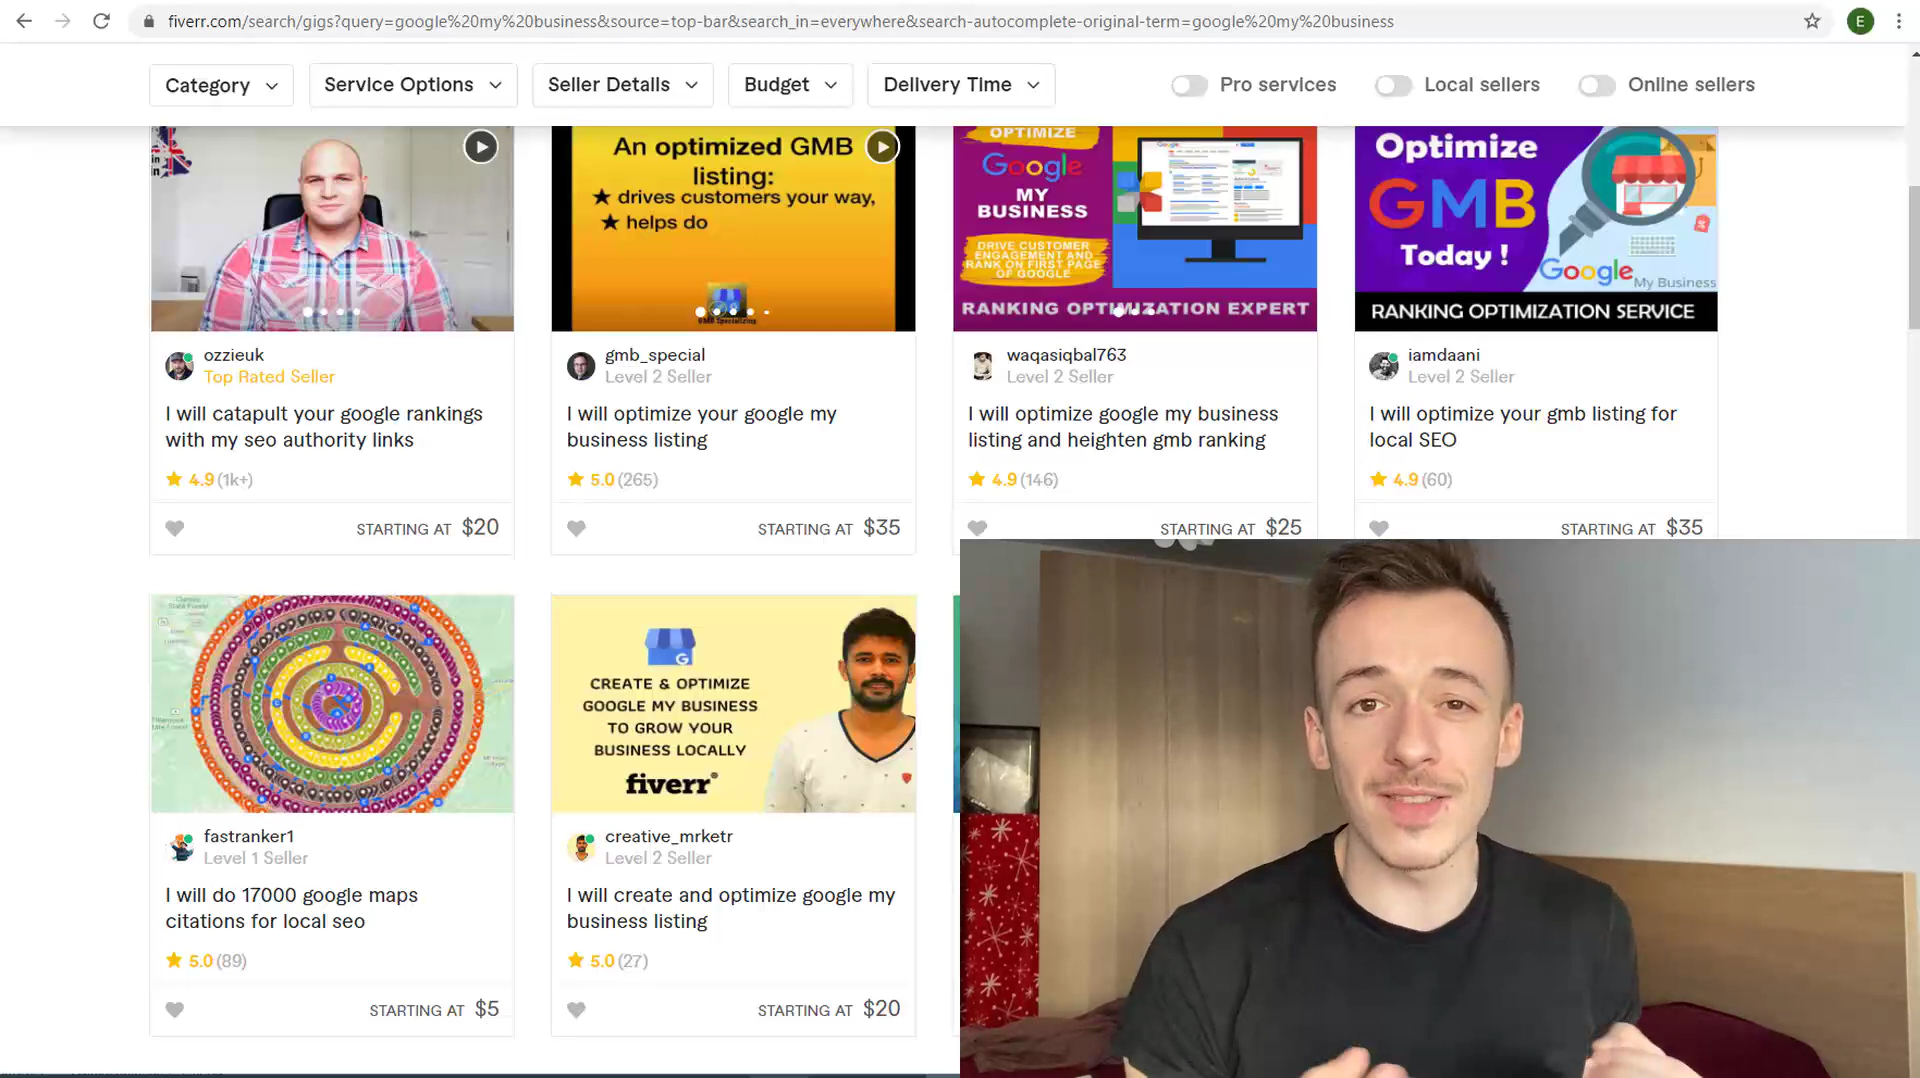 fiverr.com/search/gigs?query=google%20my%20business&source=top-bar&search_in=everywhere&search-autocomplete-original-term=google%20my%20business
E
Category
Service Options
Seller Details
Budget
Delivery Time
Pro services
Local sellers
Online sellers
An optimized GMB
listing:
★ drives customers your way,
★ helps do
OPTIMIZE
Google
MY
BUSINESS
DRIVE CUSTOMER
ENGAGEMENT AND
RANK ON FIRST PAGE
OF GOOGLE
RANKING OPTIMIZATION EXPERT
Optimize
GMB
Today !
Google
My Business
RANKING OPTIMIZATION SERVICE
ozzieuk
Top Rated Seller
I will catapult your google rankings
with my seo authority links
4.9 (1k+)
STARTING AT $20
gmb_special
Level 2 Seller
I will optimize your google my
business listing
5.0 (265)
STARTING AT $35
waqasiqbal763
Level 2 Seller
I will optimize google my business
listing and heighten gmb ranking
4.9 (146)
STARTING AT $25
iamdaani
Level 2 Seller
I will optimize your gmb listing for
local SEO
4.9 (60)
STARTING AT $35
G
CREATE & OPTIMIZE
GOOGLE MY BUSINESS
TO GROW YOUR
BUSINESS LOCALLY
fiverr®
fastranker1
Level 1 Seller
I will do 17000 google maps
citations for local seo
5.0 (89)
STARTING AT $5
creative_mrketr
Level 2 Seller
I will create and optimize google my
business listing
5.0 (27)
STARTING AT $20